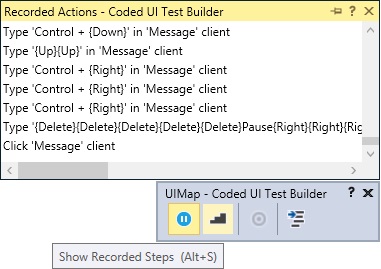 Recorded Actions - Coded UI Test Builder
Type 'Control + {Down}' in 'Message' client
Type '{Up}{Up}' in 'Message' client
Type 'Control + {Right}' in 'Message' client
Type 'Control + {Right}' in 'Message' client
Type 'Control + {Right}' in 'Message' client
Type '{Delete}{Delete}{Delete}{Delete}{Delete}Pause{Right}{Right}{Rig
Click 'Message' client
UIMap - Coded UI Test Builder
Show Recorded Steps (Alt+S)